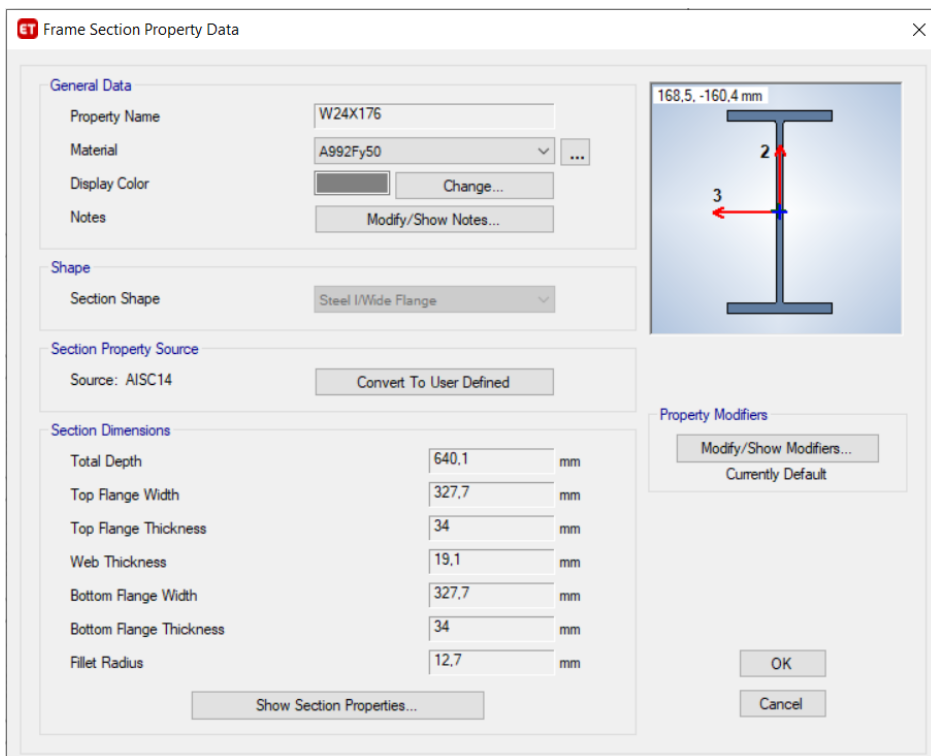 ET Frame Section Property Data
General Data
Property Name W24X176
Material A992Fy50 ...
Display Color Change...
Notes Modify/Show Notes...
Shape
Section Shape Steel I/Wide Flange
Section Property Source
Source: AISC14 Convert To User Defined
Section Dimensions
Total Depth 640,1 mm
Top Flange Width 327,7 mm
Top Flange Thickness 34 mm
Web Thickness 19,1 mm
Bottom Flange Width 327,7 mm
Bottom Flange Thickness 34 mm
Fillet Radius 12,7 mm
Show Section Properties...
168,5, -160,4 mm
2
3
Property Modifiers
Modify/Show Modifiers...
Currently Default
OK
Cancel